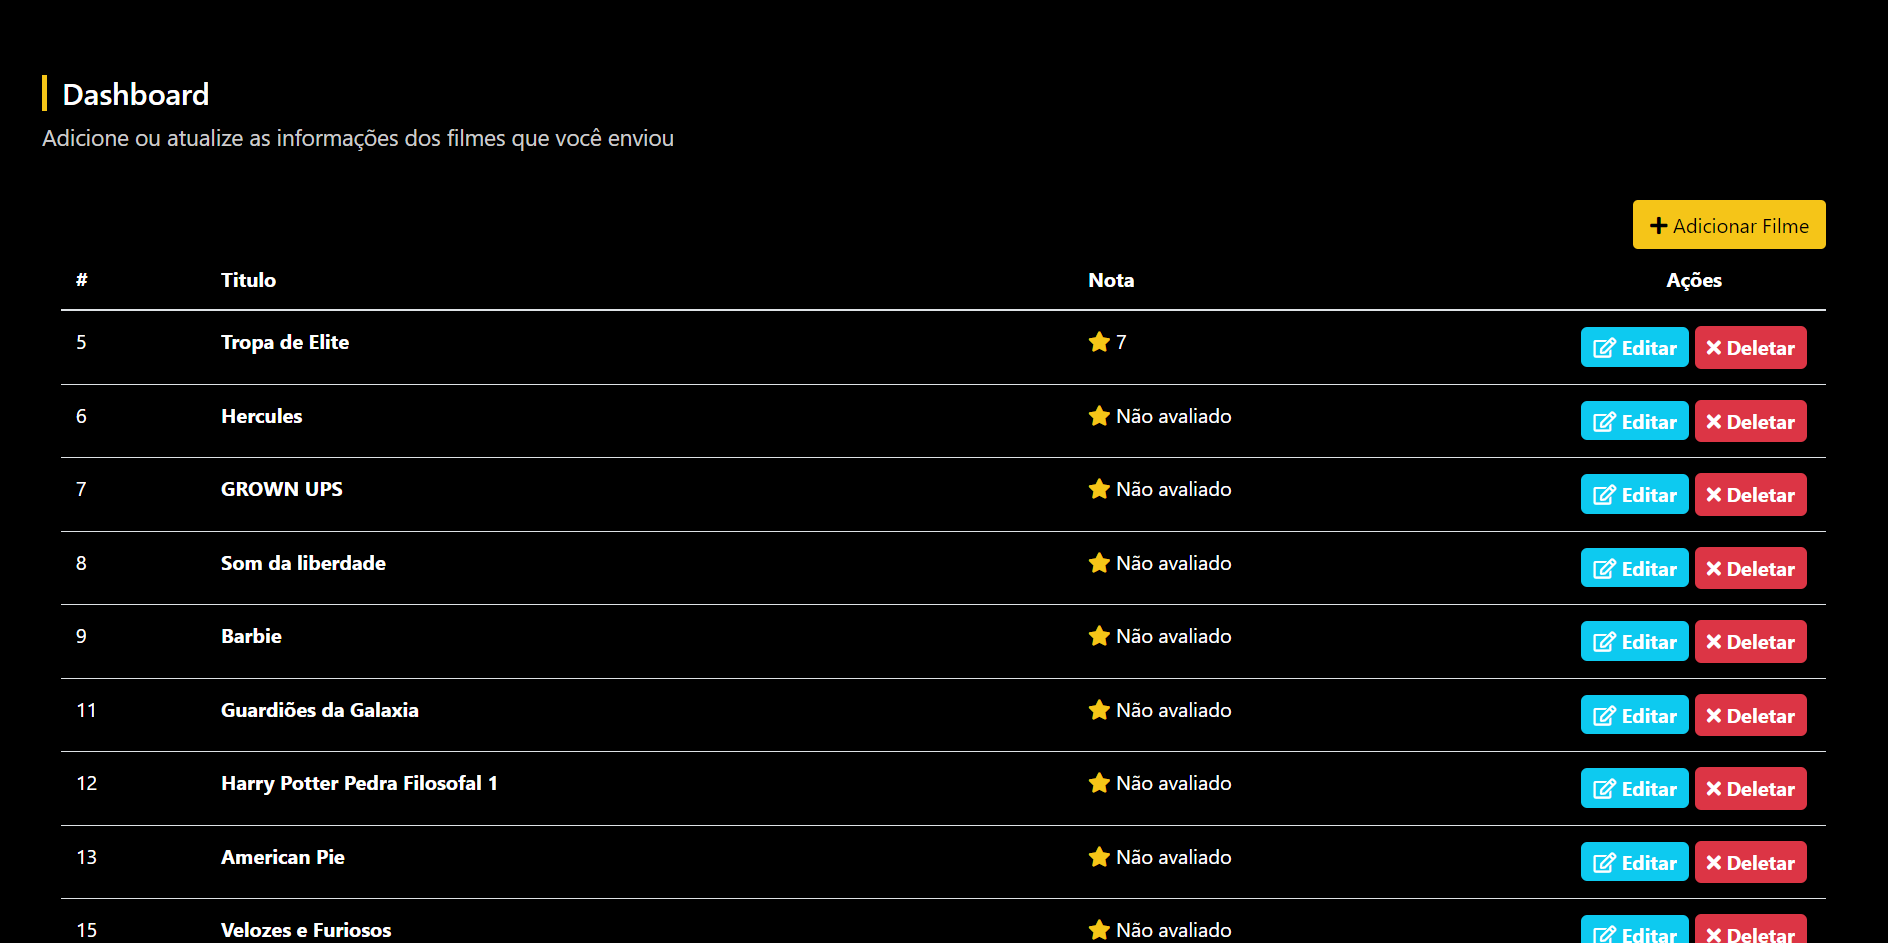 Dashboard
Adicione ou atualize as informações dos filmes que você enviou
Adicionar Filme
# Titulo Nota Ações
5 Tropa de Elite 7 Editar Deletar
6 Hercules Não avaliado Editar Deletar
7 GROWN UPS Não avaliado Editar Deletar
8 Som da liberdade Não avaliado Editar Deletar
9 Barbie Não avaliado Editar Deletar
11 Guardiões da Galaxia Não avaliado Editar Deletar
12 Harry Potter Pedra Filosofal 1 Não avaliado Editar Deletar
13 American Pie Não avaliado Editar Deletar
15 Velozes e Furiosos Não avaliado Editar Deletar